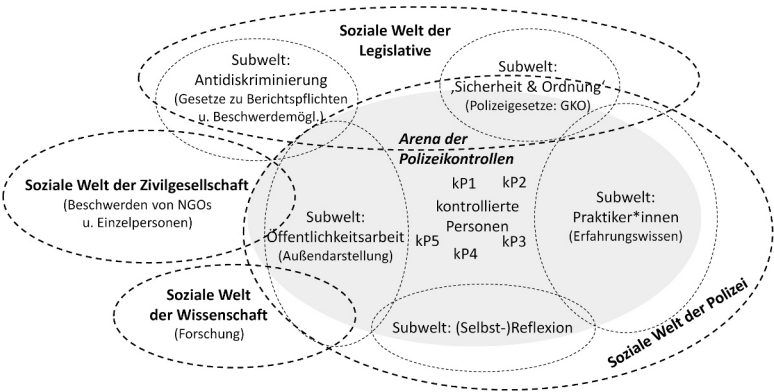 Soziale Welt der
Legislative
Subwelt:
Antidiskriminierung
(Gesetze zu Berichtspflichten
u. Beschwerdemögl.)
Subwelt:
‚Sicherheit & Ordnung‘
(Polizeigesetze: GKO)
Arena der
Polizeikontrollen
Soziale Welt der Zivilgesellschaft
(Beschwerden von NGOs
u. Einzelpersonen)
Subwelt:
Öffentlichkeitsarbeit
(Außendarstellung)
kP1 kP2
kontrollierte
Personen
kP5 kP3
kP4
Subwelt:
Praktiker*innen
(Erfahrungswissen)
Soziale Welt
der Wissenschaft
(Forschung)
Subwelt: (Selbst-)Reflexion
Soziale Welt der Polizei